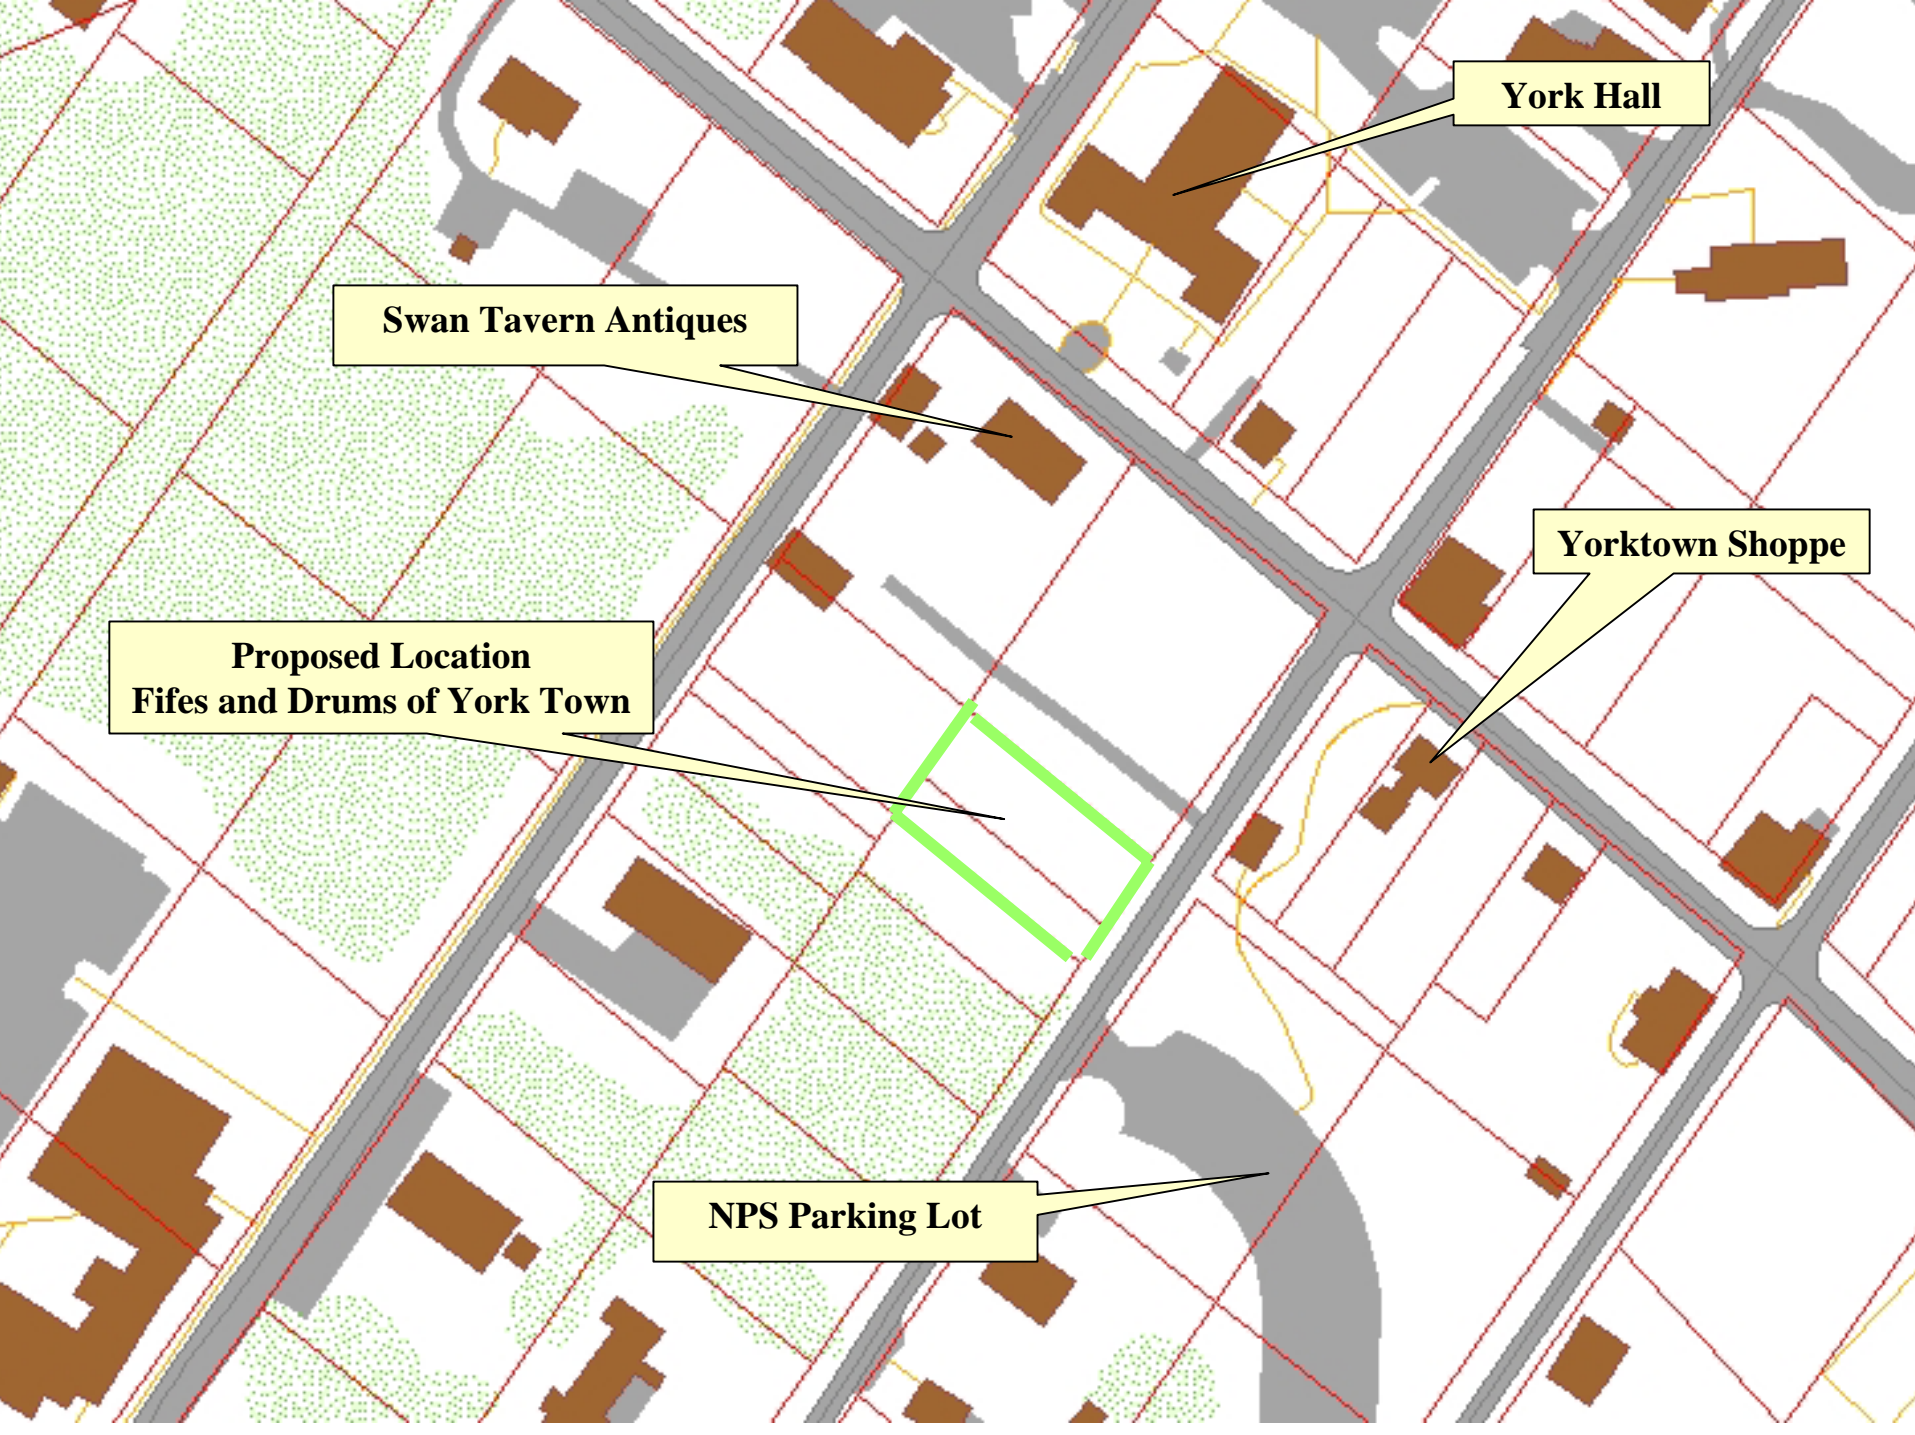 York Hall
Swan Tavern Antiques
Yorktown Shoppe
Proposed Location
Fifes and Drums of York Town
NPS Parking Lot